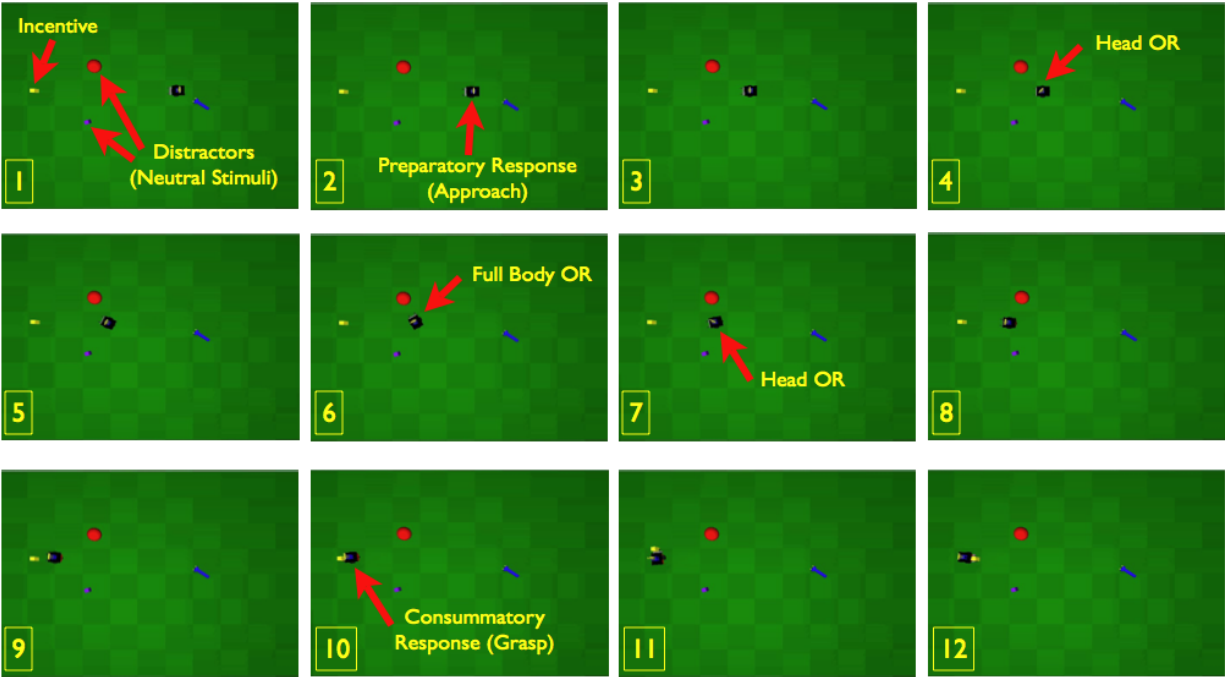 Incentive
Distractors
(Neutral Stimuli)
1
Preparatory Response
(Approach)
2
3
Head OR
4
5
Full Body OR
6
Head OR
7
8
9
Consummatory
Response (Grasp)
10
11
12